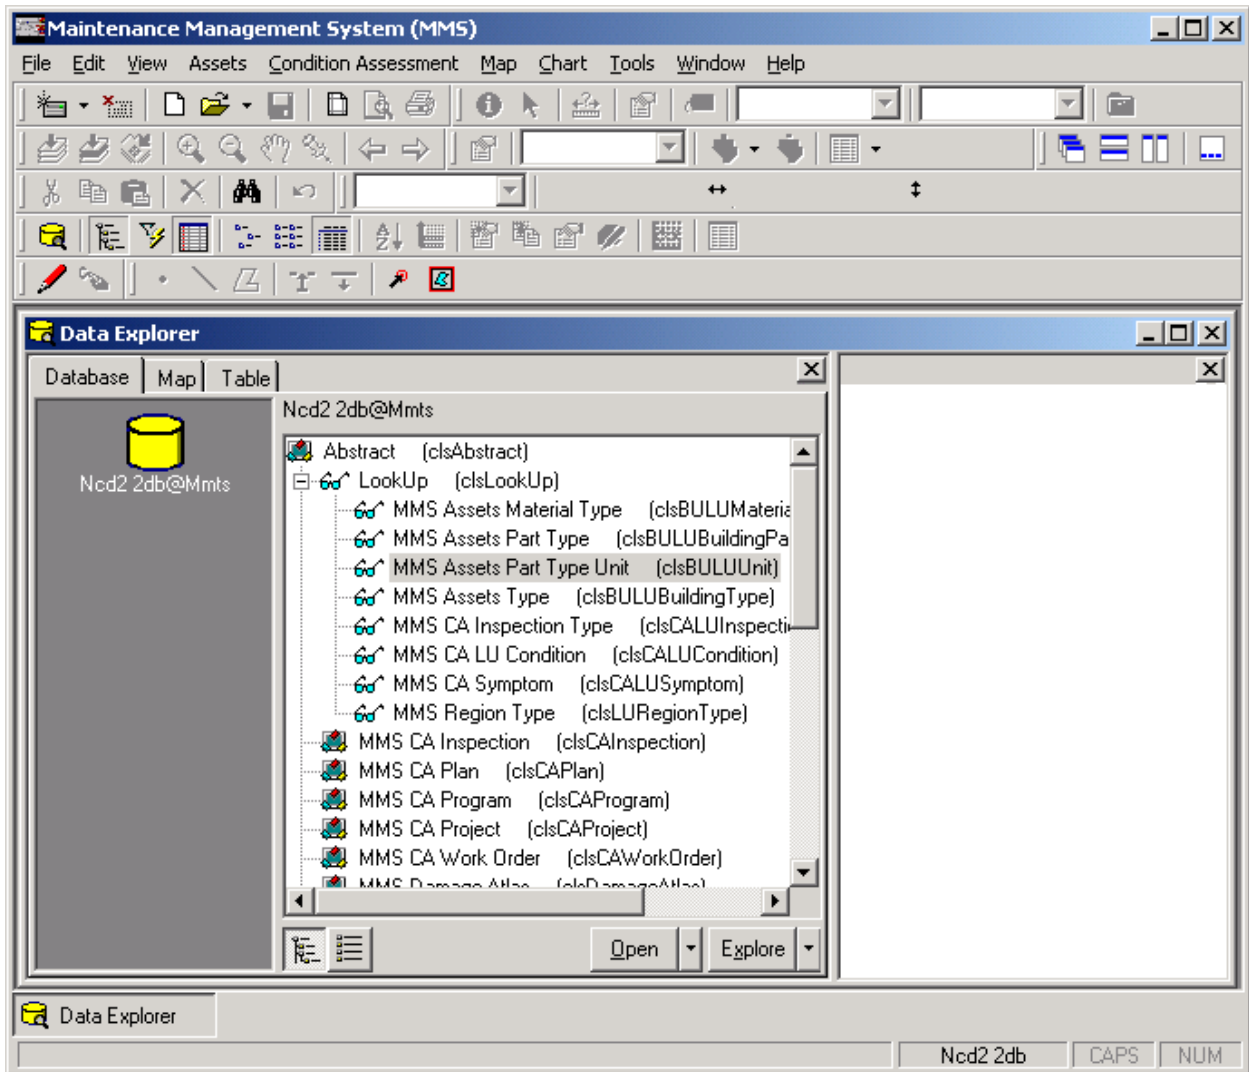 Maintenance Management System (MMS)
File Edit View Assets Condition Assessment Map Chart Tools Window Help
Data Explorer
Database Map Table
Ncd2 2db@Mmts
Ncd2 2db@Mmts
Abstract (clsAbstract)
LookUp (clsLookUp)
MMS Assets Material Type (clsBULUMateria
MMS Assets Part Type (clsBULUBuildingPa
MMS Assets Part Type Unit (clsBULUUnit)
MMS Assets Type (clsBULUBuildingType)
MMS CA Inspection Type (clsCALUInspecti
MMS CA LU Condition (clsCALUCondition)
MMS CA Symptom (clsCALUSymptom)
MMS Region Type (clsLURegionType)
MMS CA Inspection (clsCAInspection)
MMS CA Plan (clsCAPlan)
MMS CA Program (clsCAProgram)
MMS CA Project (clsCAProject)
MMS CA Work Order (clsCAWorkOrder)
MMS Damage Atlas (clsDamageAtlas)
Open Explore
Data Explorer
Ncd2 2db CAPS NUM